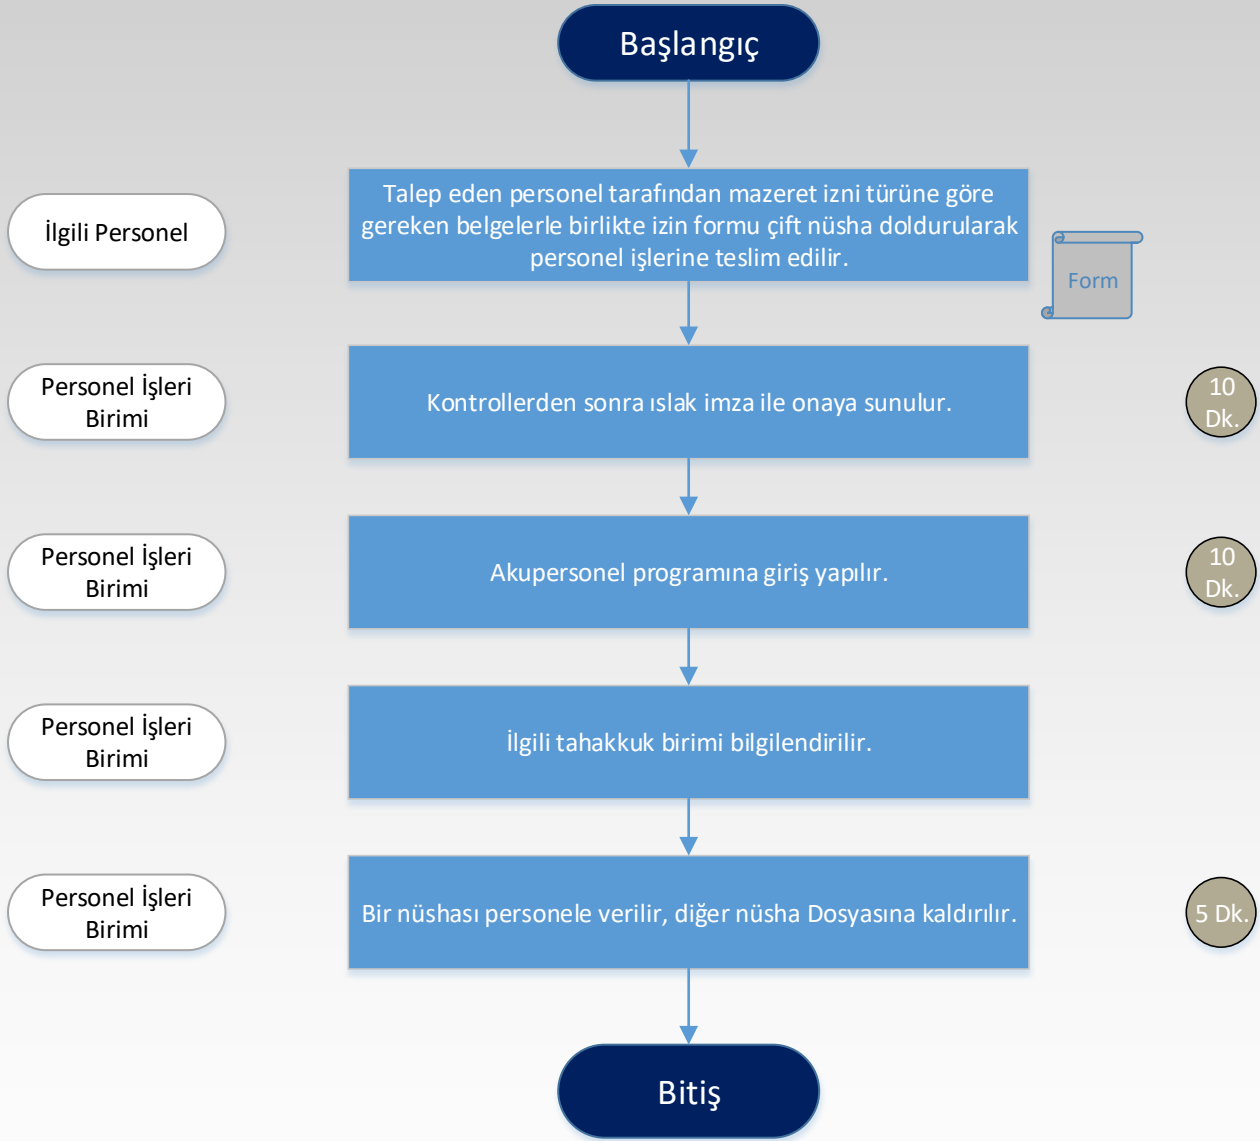 Başlangıç
İlgili Personel
Talep eden personel tarafından mazeret izni türüne göre
gereken belgelerle birlikte izin formu çift nüsha doldurularak
personel işlerine teslim edilir.
Form
Personel İşleri
Birimi
Kontrollerden sonra ıslak imza ile onaya sunulur.
10
Dk.
Personel İşleri
Birimi
Akupersonel programına giriş yapılır.
10
Dk.
Personel İşleri
Birimi
İlgili tahakkuk birimi bilgilendirilir.
Personel İşleri
Birimi
Bir nüshası personele verilir, diğer nüsha Dosyasına kaldırılır.
5 Dk.
Bitiş